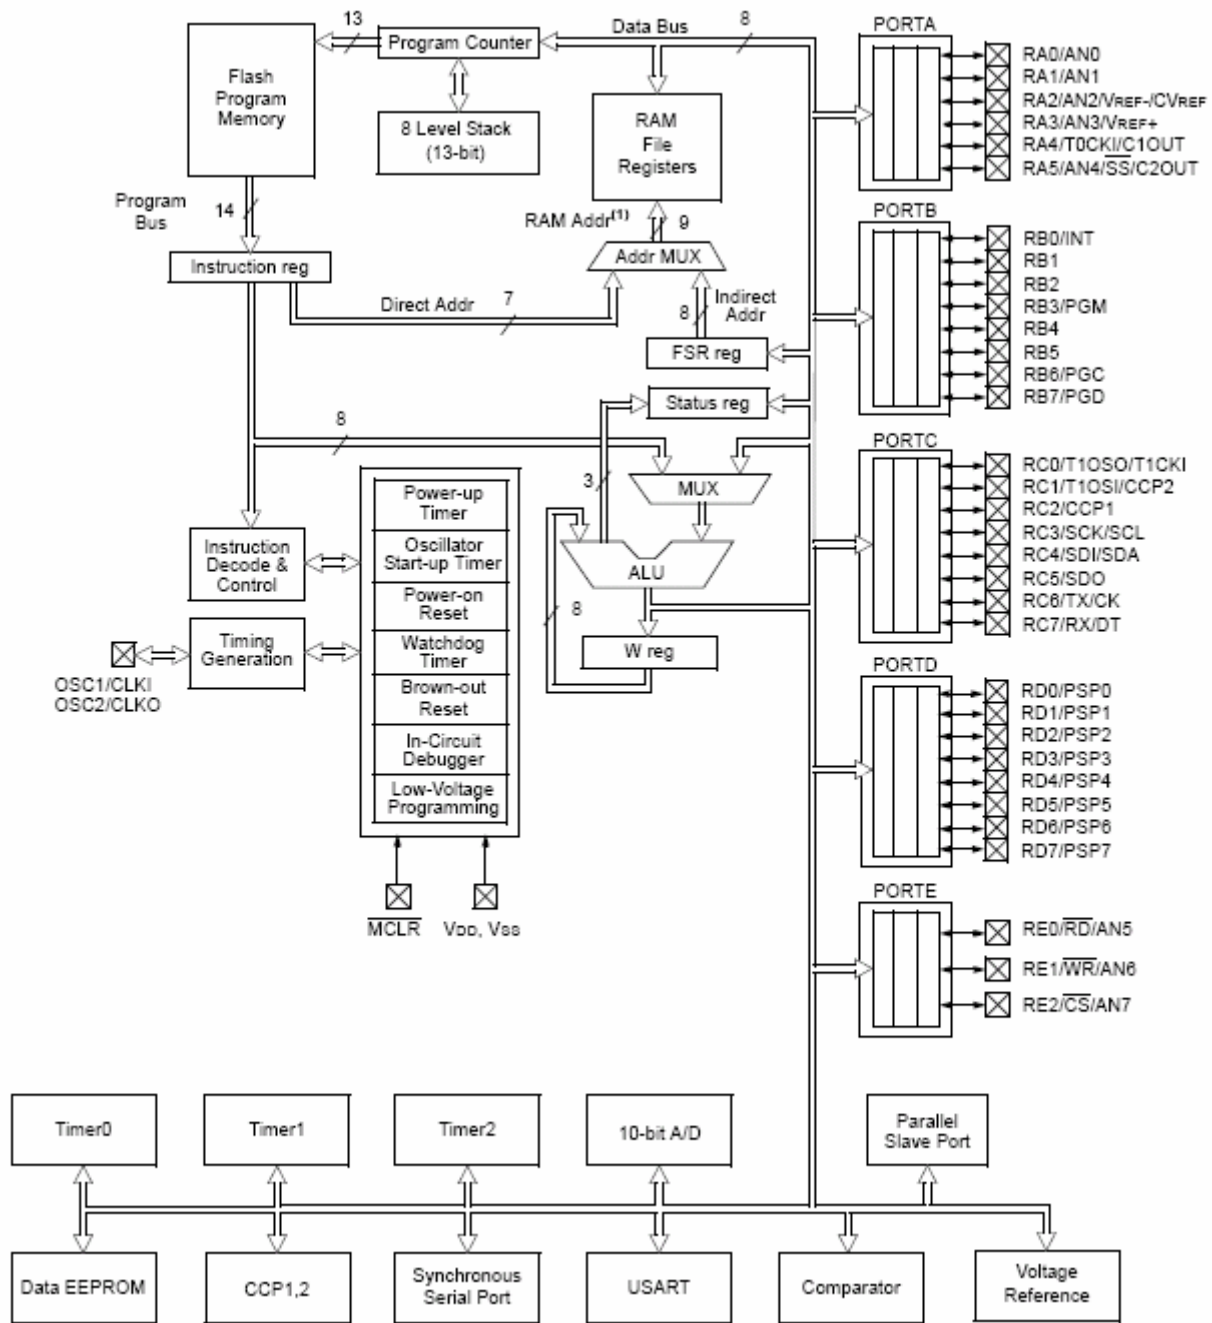 13
Data Bus
8
Program Counter
Flash
Program
Memory
8 Level Stack
(13-bit)
RAM
File
Registers
Program
Bus
14
RAM Addr(1)
9
Addr MUX
Instruction reg
Direct Addr
7
Indirect
Addr
8
FSR reg
Status reg
8
3
MUX
Power-up
Timer
Oscillator
Start-up Timer
Power-on
Reset
Watchdog
Timer
Brown-out
Reset
In-Circuit
Debugger
Low-Voltage
Programming
Instruction
Decode &
Control
ALU
8
W reg
Timing
Generation
OSC1/CLKI
OSC2/CLKO
MCLR
VDD, VSS
PORTA
RA0/AN0
RA1/AN1
RA2/AN2/VREF-/CVREF
RA3/AN3/VREF+
RA4/T0CKI/C1OUT
RA5/AN4/SS/C2OUT
PORTB
RB0/INT
RB1
RB2
RB3/PGM
RB4
RB5
RB6/PGC
RB7/PGD
PORTC
RC0/T1OSO/T1CKI
RC1/T1OSI/CCP2
RC2/CCP1
RC3/SCK/SCL
RC4/SDI/SDA
RC5/SDO
RC6/TX/CK
RC7/RX/DT
PORTD
RD0/PSP0
RD1/PSP1
RD2/PSP2
RD3/PSP3
RD4/PSP4
RD5/PSP5
RD6/PSP6
RD7/PSP7
PORTE
RE0/RD/AN5
RE1/WR/AN6
RE2/CS/AN7
Timer0
Timer1
Timer2
10-bit A/D
Parallel
Slave Port
Data EEPROM
CCP1,2
Synchronous
Serial Port
USART
Comparator
Voltage
Reference